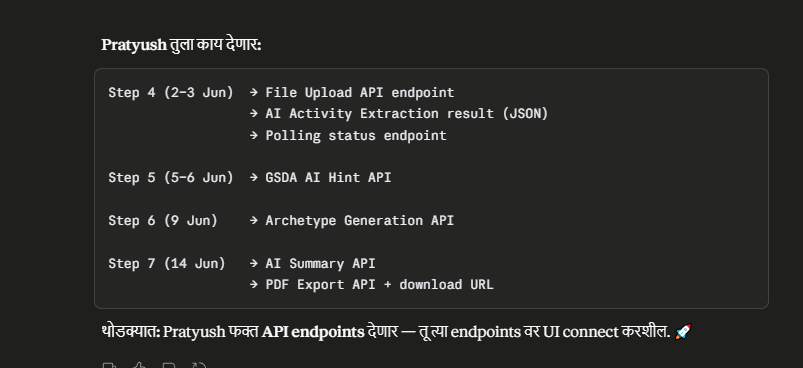 Pratyush तुला काय देणार:
Step 4 (2–3 Jun) → File Upload API endpoint
→ AI Activity Extraction result (JSON)
→ Polling status endpoint
Step 5 (5–6 Jun) → GSDA AI Hint API
Step 6 (9 Jun) → Archetype Generation API
Step 7 (14 Jun) → AI Summary API
→ PDF Export API + download URL
थोडक्यात: Pratyush फक्त API endpoints देणार — तू त्या endpoints वर UI connect करशील. 🚀